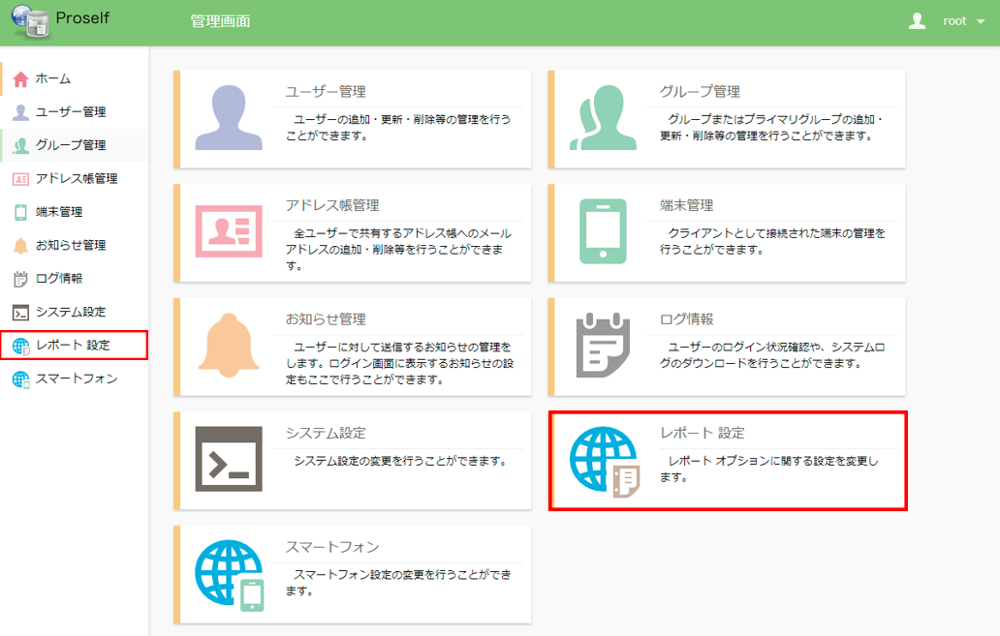 Proself
管理画面
root
ホーム
ユーザー管理
グループ管理
アドレス帳管理
端末管理
お知らせ管理
ログ情報
システム設定
レポート 設定
スマートフォン
ユーザー管理
ユーザーの追加・更新・削除等の管理を行う
ことができます。
グループ管理
グループまたはプライマリグループの追加・
更新・削除等の管理を行うことができます。
アドレス帳管理
全ユーザーで共有するアドレス帳へのメール
アドレスの追加・削除等を行うことができま
す。
端末管理
クライアントとして接続された端末の管理を
行うことができます。
お知らせ管理
ユーザーに対して送信するお知らせの管理を
します。ログイン画面に表示するお知らせの設
定もここで行うことができます。
ログ情報
ユーザーのログイン状況確認や、システムロ
グのダウンロードを行うことができます。
システム設定
システム設定の変更を行うことができます。
レポート 設定
レポート オプションに関する設定を変更し
ます。
スマートフォン
スマートフォン設定の変更を行うことができ
ます。